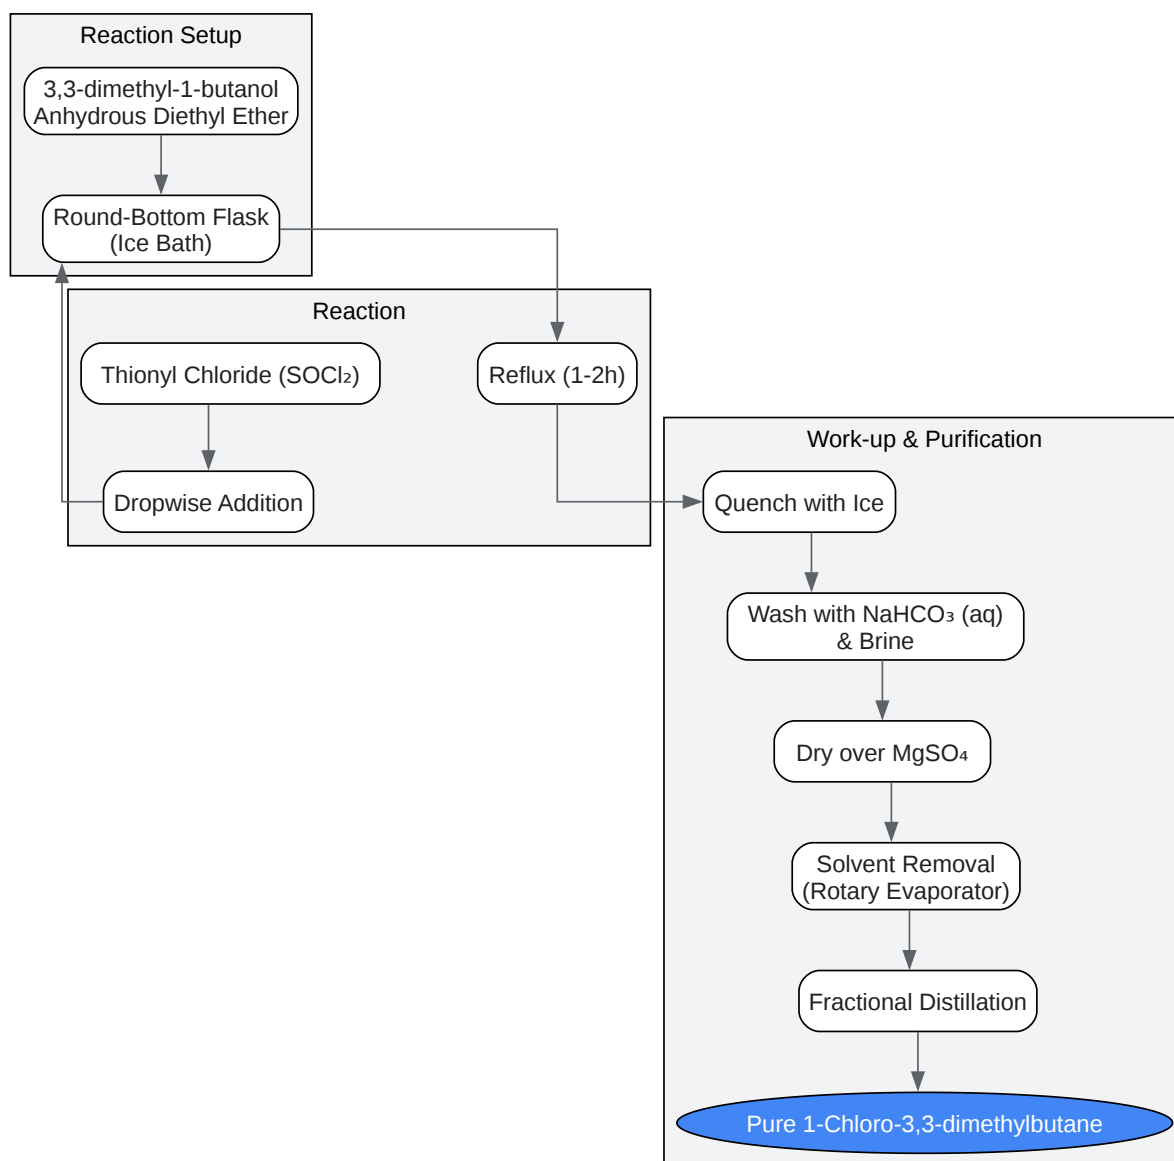 Reaction Setup
3,3-dimethyl-1-butanol
Anhydrous Diethyl Ether
Round-Bottom Flask
(Ice Bath)
Reaction
Thionyl Chloride (SOCl₂)
Reflux (1-2h)
Dropwise Addition
Work-up & Purification
Quench with Ice
Wash with NaHCO₃ (aq)
& Brine
Dry over MgSO₄
Solvent Removal
(Rotary Evaporator)
Fractional Distillation
Pure 1-Chloro-3,3-dimethylbutane